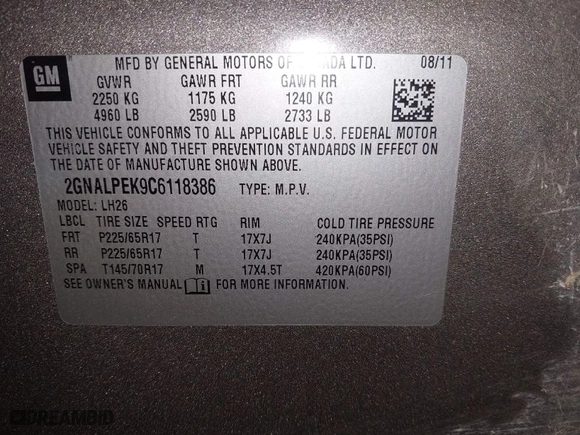 GM
MFD BY GENERAL MOTORS OF CANADA LTD. 08/11
GVWR GAWR FRT GAWR RR
2250 KG 1175 KG 1240 KG
4960 LB 2590 LB 2733 LB
THIS VEHICLE CONFORMS TO ALL APPLICABLE U.S. FEDERAL MOTOR
VEHICLE SAFETY AND THEFT PREVENTION STANDARDS IN EFFECT ON
THE DATE OF MANUFACTURE SHOWN ABOVE.
2GNALPEK9C6118386 TYPE: M.P.V.
MODEL: LH26
LBCL TIRE SIZE SPEED RTG RIM COLD TIRE PRESSURE
FRT P225/65R17 T 17X7J 240KPA(35PSI)
RR P225/65R17 T 17X7J 240KPA(35PSI)
SPA T145/70R17 M 17X4.5T 420KPA(60PSI)
SEE OWNER'S MANUAL FOR MORE INFORMATION.
DREAMBID